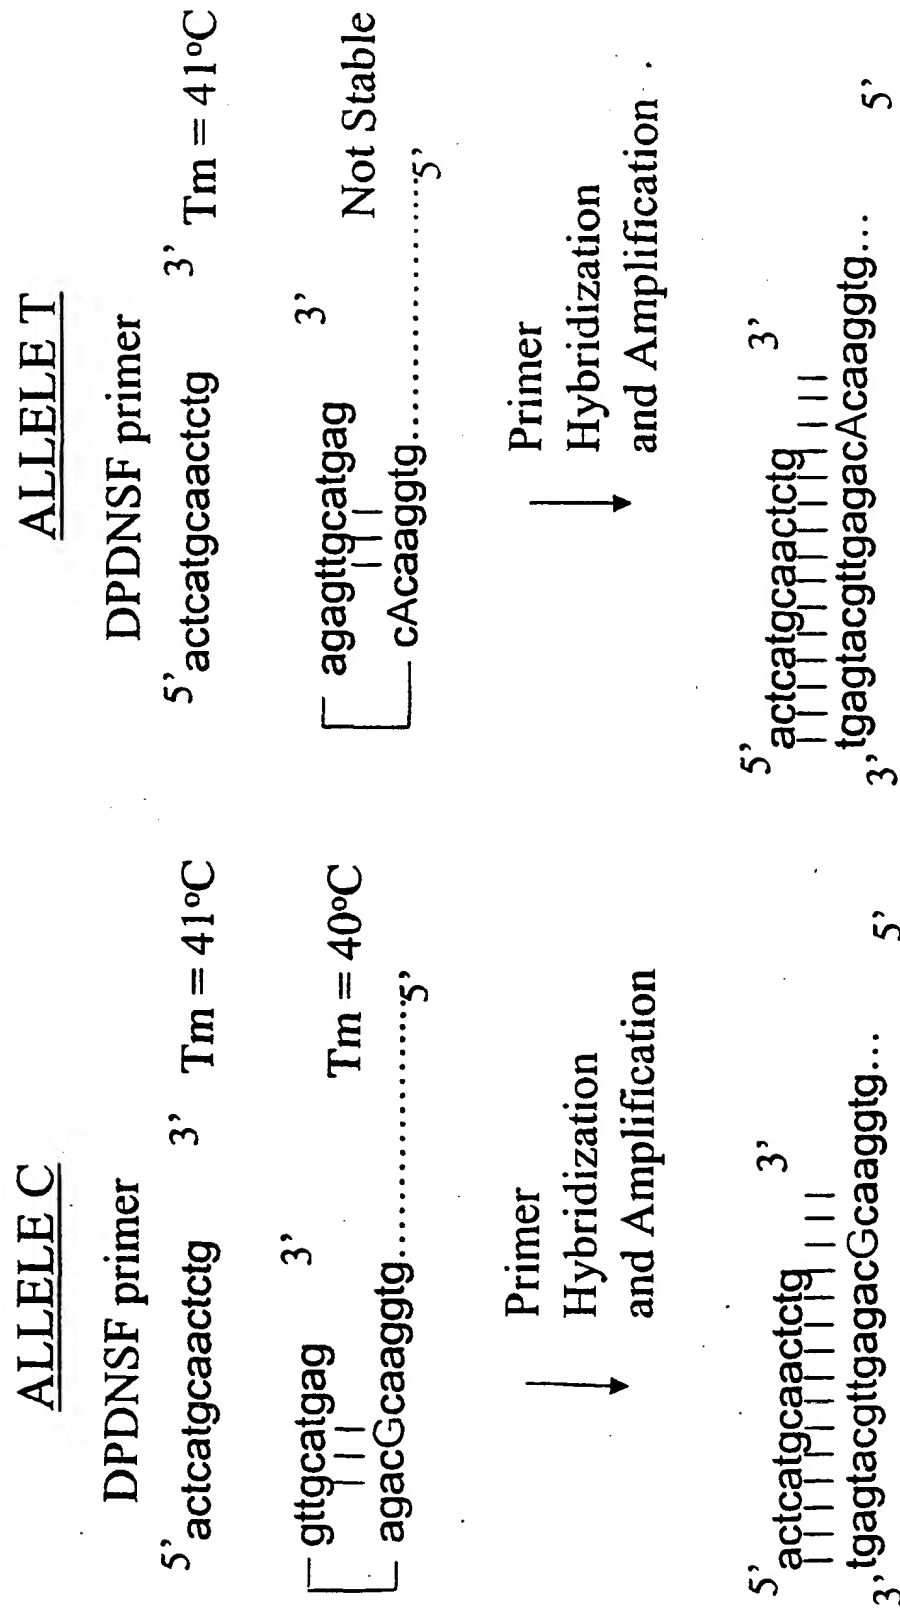 ALLELE C
DPDNSF primer
5' actcatgcaactctg 3' Tm = 41°C
gttgcatgag 3'
agacGcaaggtg..................5' Tm = 40°C
Primer
Hybridization
and Amplification
5' actcatgcaactctg 3'
3' tgagtacgttgagacGcaaggtg... 5'
ALLELE T
DPDNSF primer
5' actcatgcaactctg 3' Tm = 41°C
agagttgcatgag 3'
cAcaaggtg..................5' Not Stable
Primer
Hybridization
and Amplification
5' actcatgcaactctg 3'
3' tgagtacgttgagacAcaaggtg... 5'